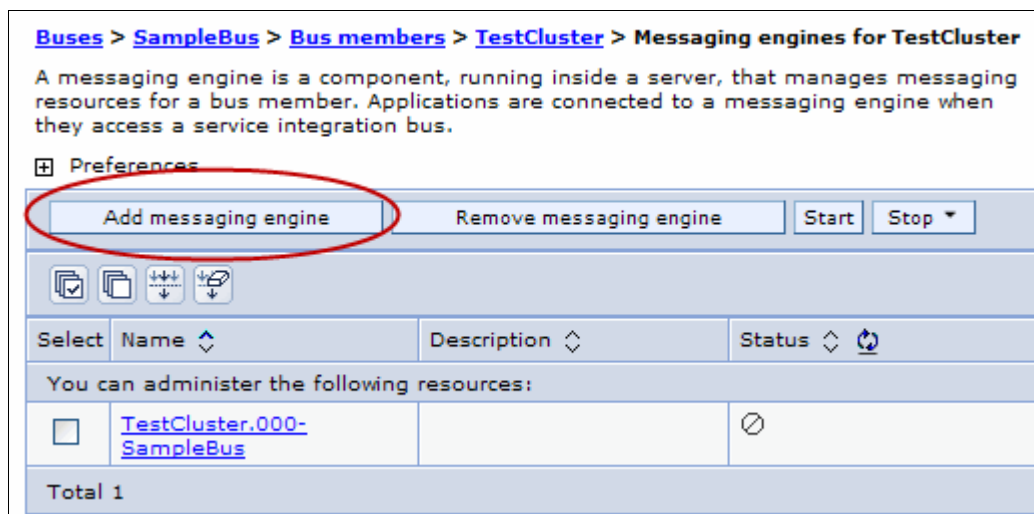 Buses > SampleBus > Bus members > TestCluster > Messaging engines for TestCluster
A messaging engine is a component, running inside a server, that manages messaging
resources for a bus member. Applications are connected to a messaging engine when
they access a service integration bus.
Preferences
Add messaging engine Remove messaging engine Start Stop
Select Name Description Status
You can administer the following resources:
TestCluster.000-
SampleBus
Total 1